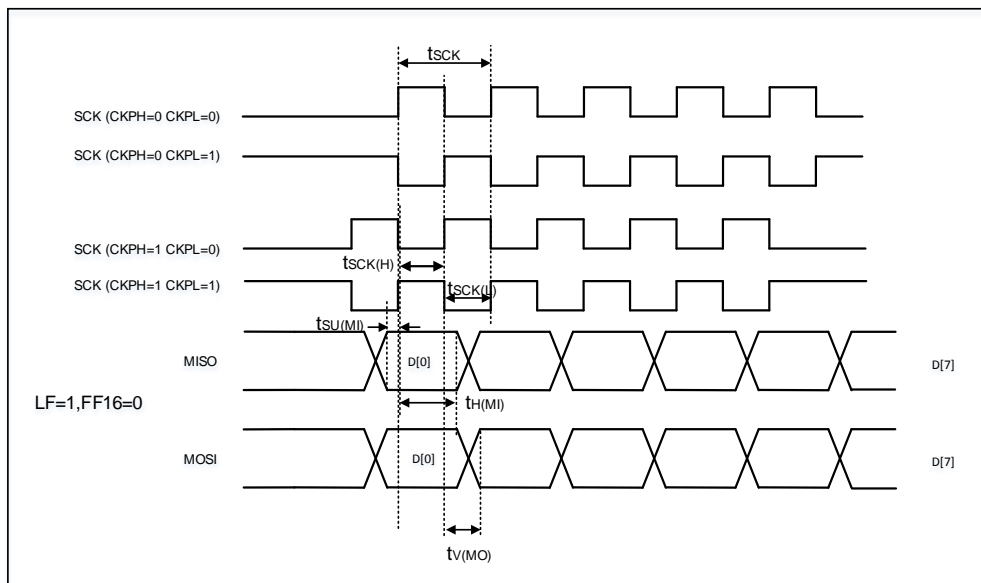 tSCK
SCK (CKPH=0 CKPL=0)
SCK (CKPH=0 CKPL=1)
SCK (CKPH=1 CKPL=0)
tSCK(H)
SCK (CKPH=1 CKPL=1)
tSCK(L)
tSU(MI)
MISO
D[0]
D[7]
LF=1,FF16=0
tH(MI)
MOSI
D[0]
D[7]
tV(MO)